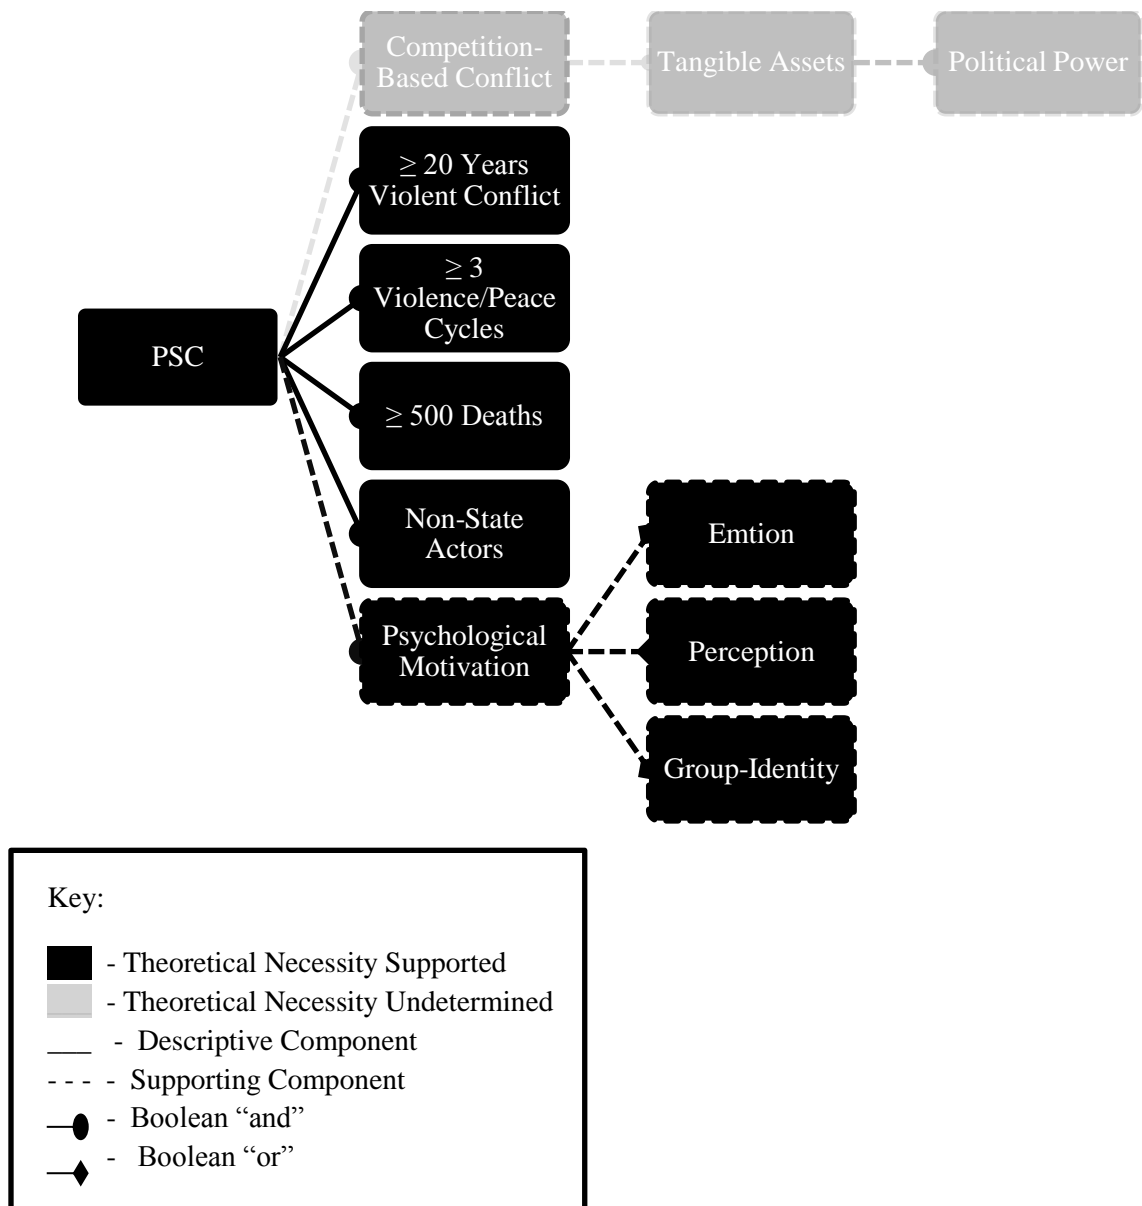 Competition-
Based Conflict
Tangible Assets
Political Power
≥ 20 Years
Violent Conflict
≥ 3
Violence/Peace
Cycles
PSC
≥ 500 Deaths
Non-State
Actors
Emtion
Psychological
Motivation
Perception
Group-Identity
Key:
- Theoretical Necessity Supported
- Theoretical Necessity Undetermined
___ - Descriptive Component
- - - - Supporting Component
- Boolean “and”
- Boolean “or”